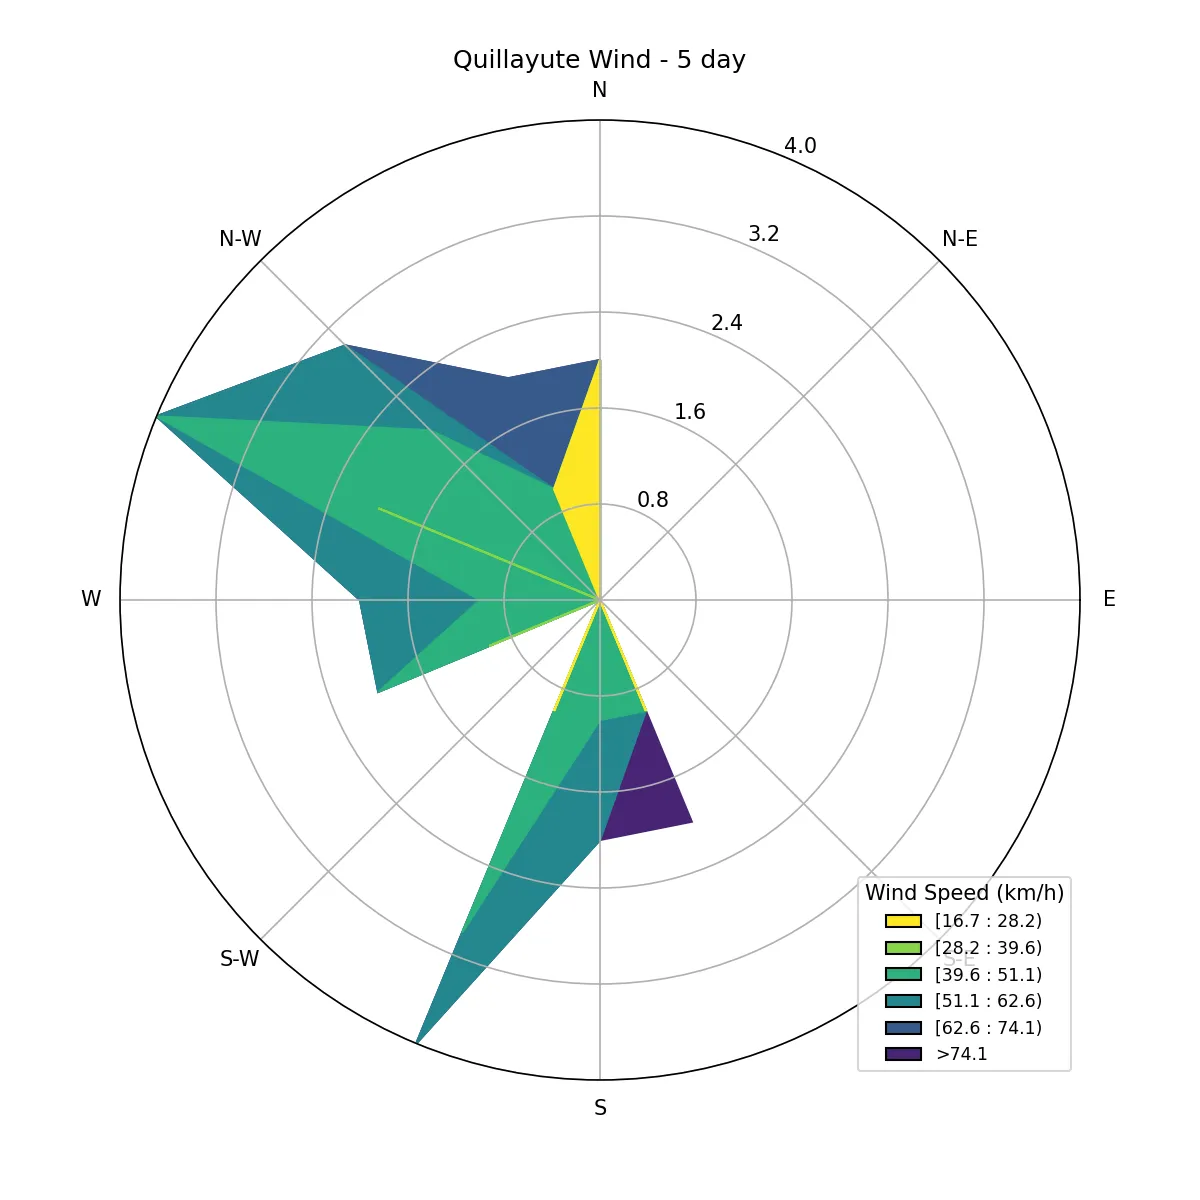 Quillayute Wind - 5 day
N
4.0
N-W
3.2
N-E
2.4
1.6
0.8
W
E
Wind Speed (km/h)
[16.7 : 28.2)
[28.2 : 39.6)
S-W
S-E
[39.6 : 51.1)
[51.1 : 62.6)
[62.6 : 74.1)
>74.1
S